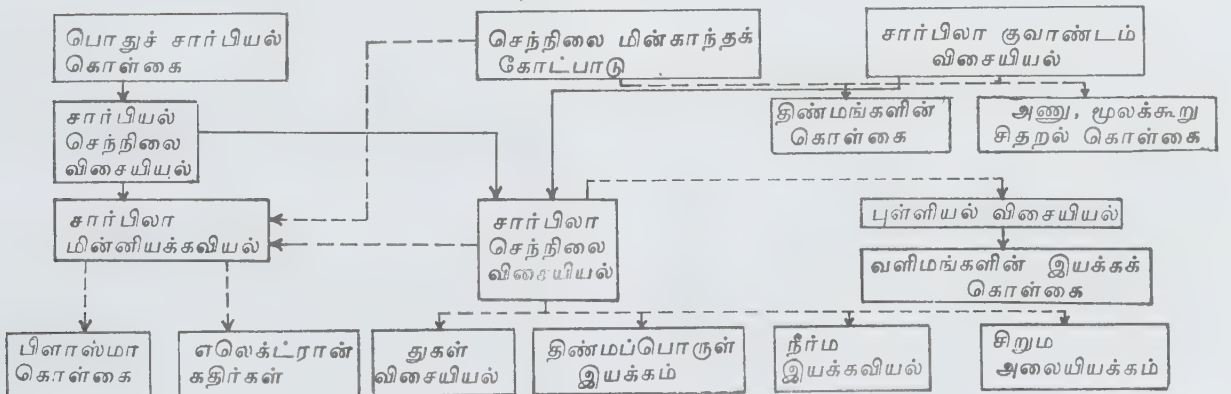 பொதுச் சார்பியல்
கொள்கை
செந்நிலை மின்காந்தக்
கோட்பாடு
சார்பிலா குவாண்டம்
விசையியல்
சார்பியல்
செந்நிலை
விசையியல்
திண்மங்களின்
கொள்கை
அணு, மூலக்கூறு
சிதறல் கொள்கை
சார்பிலா
மின்னியக்கவியல்
சார்பிலா
செந்நிலை
விசையியல்
புள்ளியல் விசையியல்
வளிமங்களின் இயக்கக்
கொள்கை
பிளாஸ்மா
கொள்கை
எலெக்ட்ரான்
கதிர்கள்
துகள்
விசையியல்
திண்மப்பொருள்
இயக்கம்
நீர்ம
இயக்கவியல்
சிறும
அலையியக்கம்